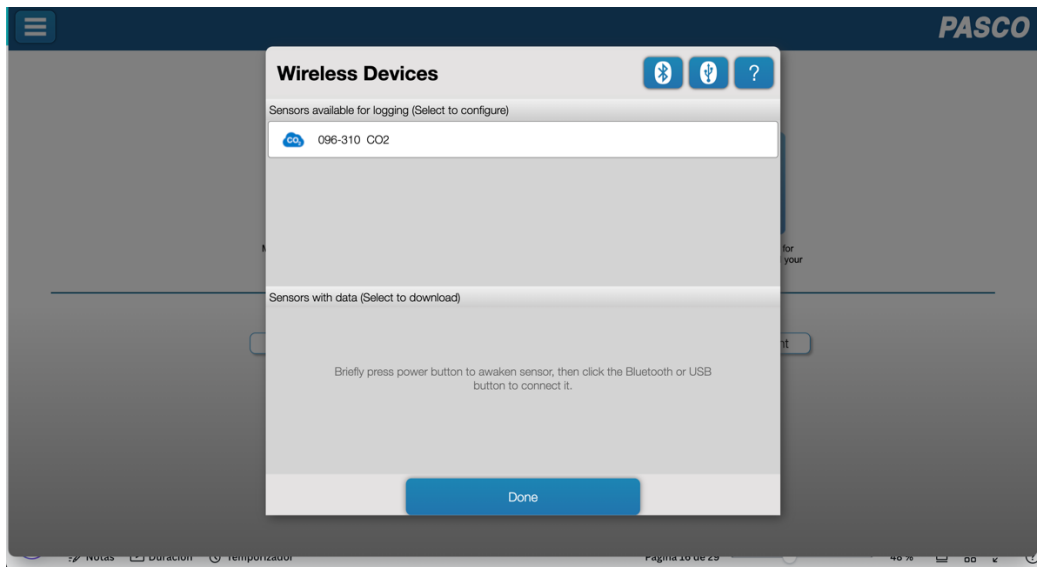 PASCO
Wireless Devices
?
Sensors available for logging (Select to configure)
CO₂ 096-310 CO2
for
your
Sensors with data (Select to download)
Briefly press power button to awaken sensor, then click the Bluetooth or USB
button to connect it.
Done
Notas Duración Temporizador Página 16 de 29 48 %